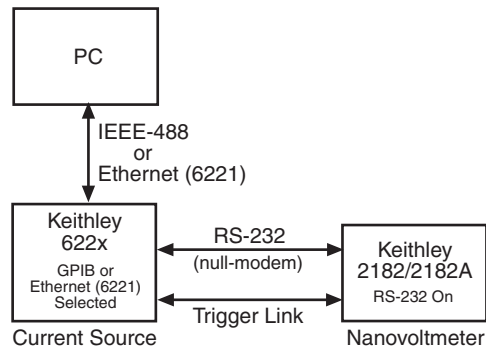 PC
IEEE-488
or
Ethernet (6221)
Keithley
622x
GPIB or
Ethernet (6221)
Selected
Current Source
RS-232
(null-modem)
Trigger Link
Keithley
2182/2182A
RS-232 On
Nanovoltmeter